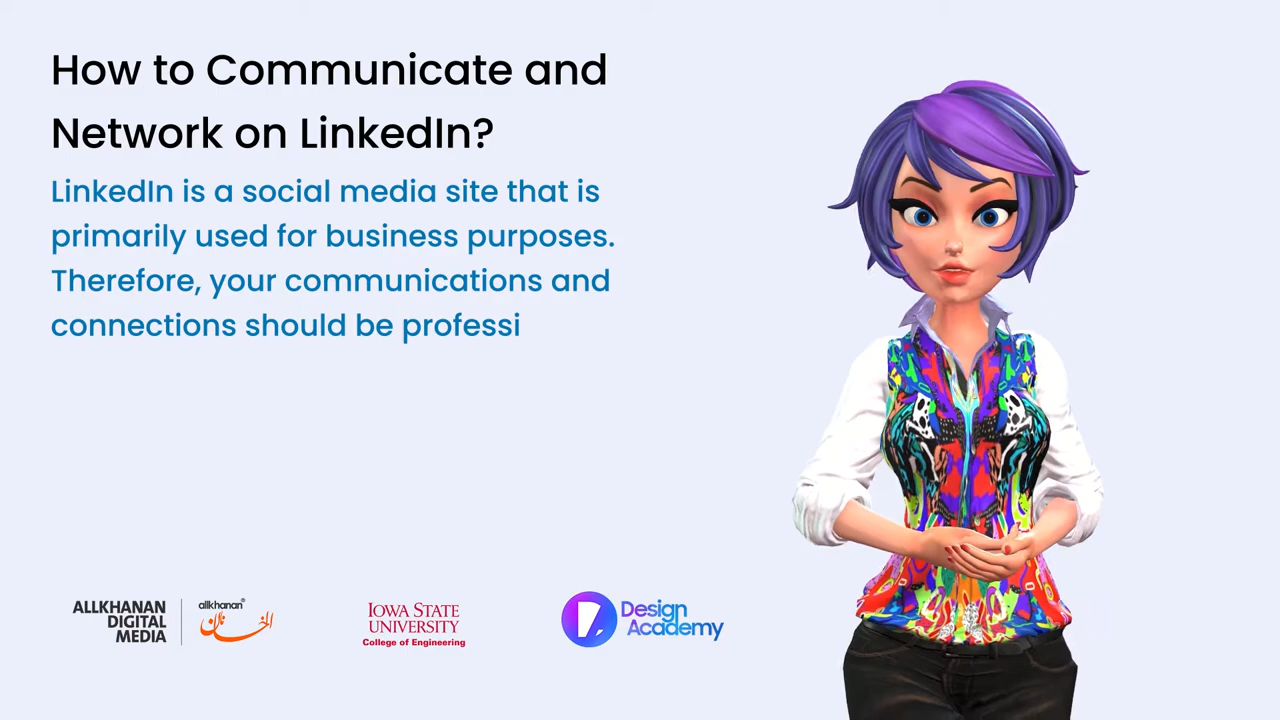 How to Communicate and
Network on LinkedIn?
LinkedIn is a social media site that is
primarily used for business purposes.
Therefore, your communications and
connections should be professi
ALLKHANAN
DIGITAL
MEDIA
allkhanan®
IOWA STATE
UNIVERSITY
College of Engineering
Design
Academy